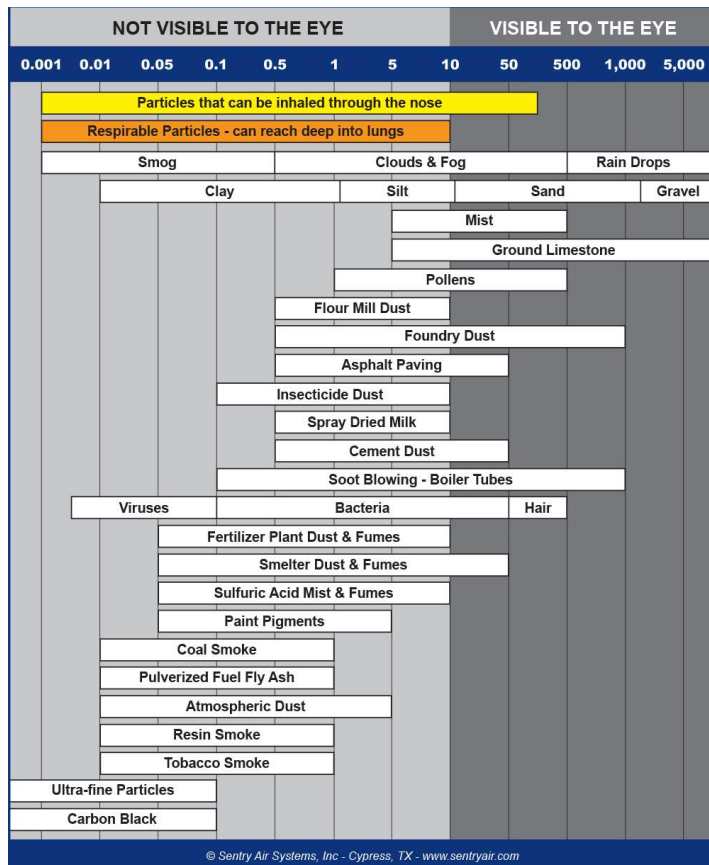 NOT VISIBLE TO THE EYE VISIBLE TO THE EYE
0.001 0.01 0.05 0.1 0.5 1 5 10 50 500 1,000 5,000
Particles that can be inhaled through the nose
Respirable Particles - can reach deep into lungs
Smog Clouds & Fog Rain Drops
Clay Silt Sand Gravel
Mist
Ground Limestone
Pollens
Flour Mill Dust
Foundry Dust
Asphalt Paving
Insecticide Dust
Spray Dried Milk
Cement Dust
Soot Blowing - Boiler Tubes
Viruses Bacteria Hair
Fertilizer Plant Dust & Fumes
Smelter Dust & Fumes
Sulfuric Acid Mist & Fumes
Paint Pigments
Coal Smoke
Pulverized Fuel Fly Ash
Atmospheric Dust
Resin Smoke
Tobacco Smoke
Ultra-fine Particles
Carbon Black
© Sentry Air Systems, Inc - Cypress, TX - www.sentryair.com